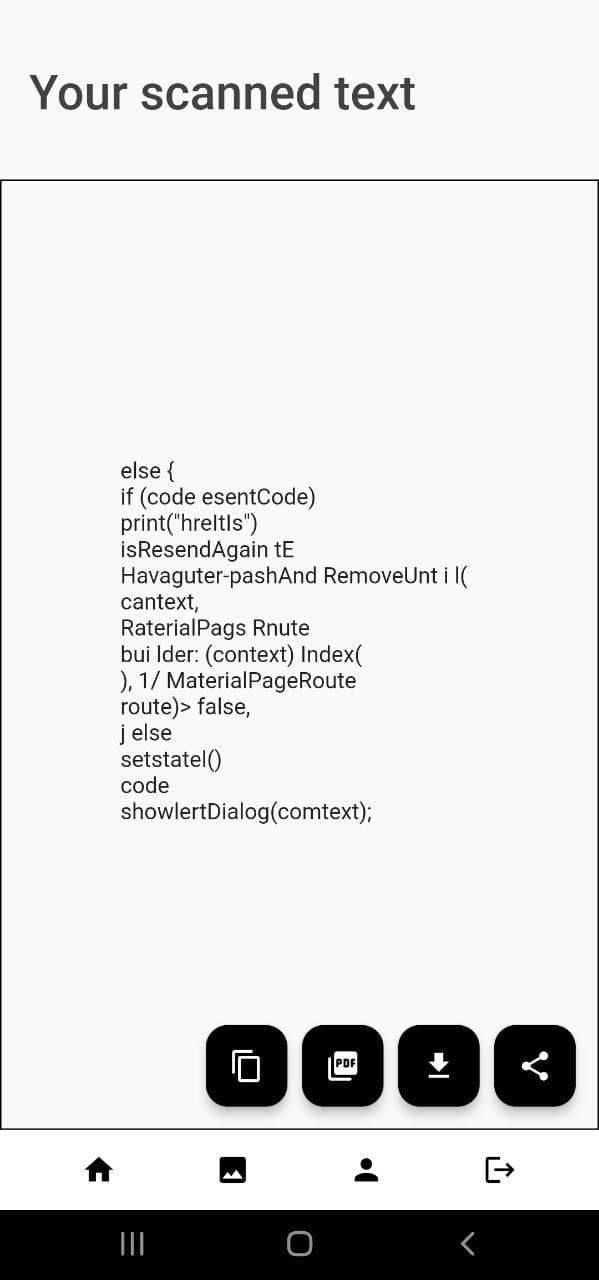 Your scanned text
else {
if (code esentCode)
print("hreItIs")
isResendAgain tE
Havaguter-pashAnd RemoveUnt i l(
cantext,
RaterialPags Rnute
bui lder: (context) Index(
), 1/ MaterialPageRoute
route)> false,
j else
setstatel()
code
showlertDialog(comtext);
PDF